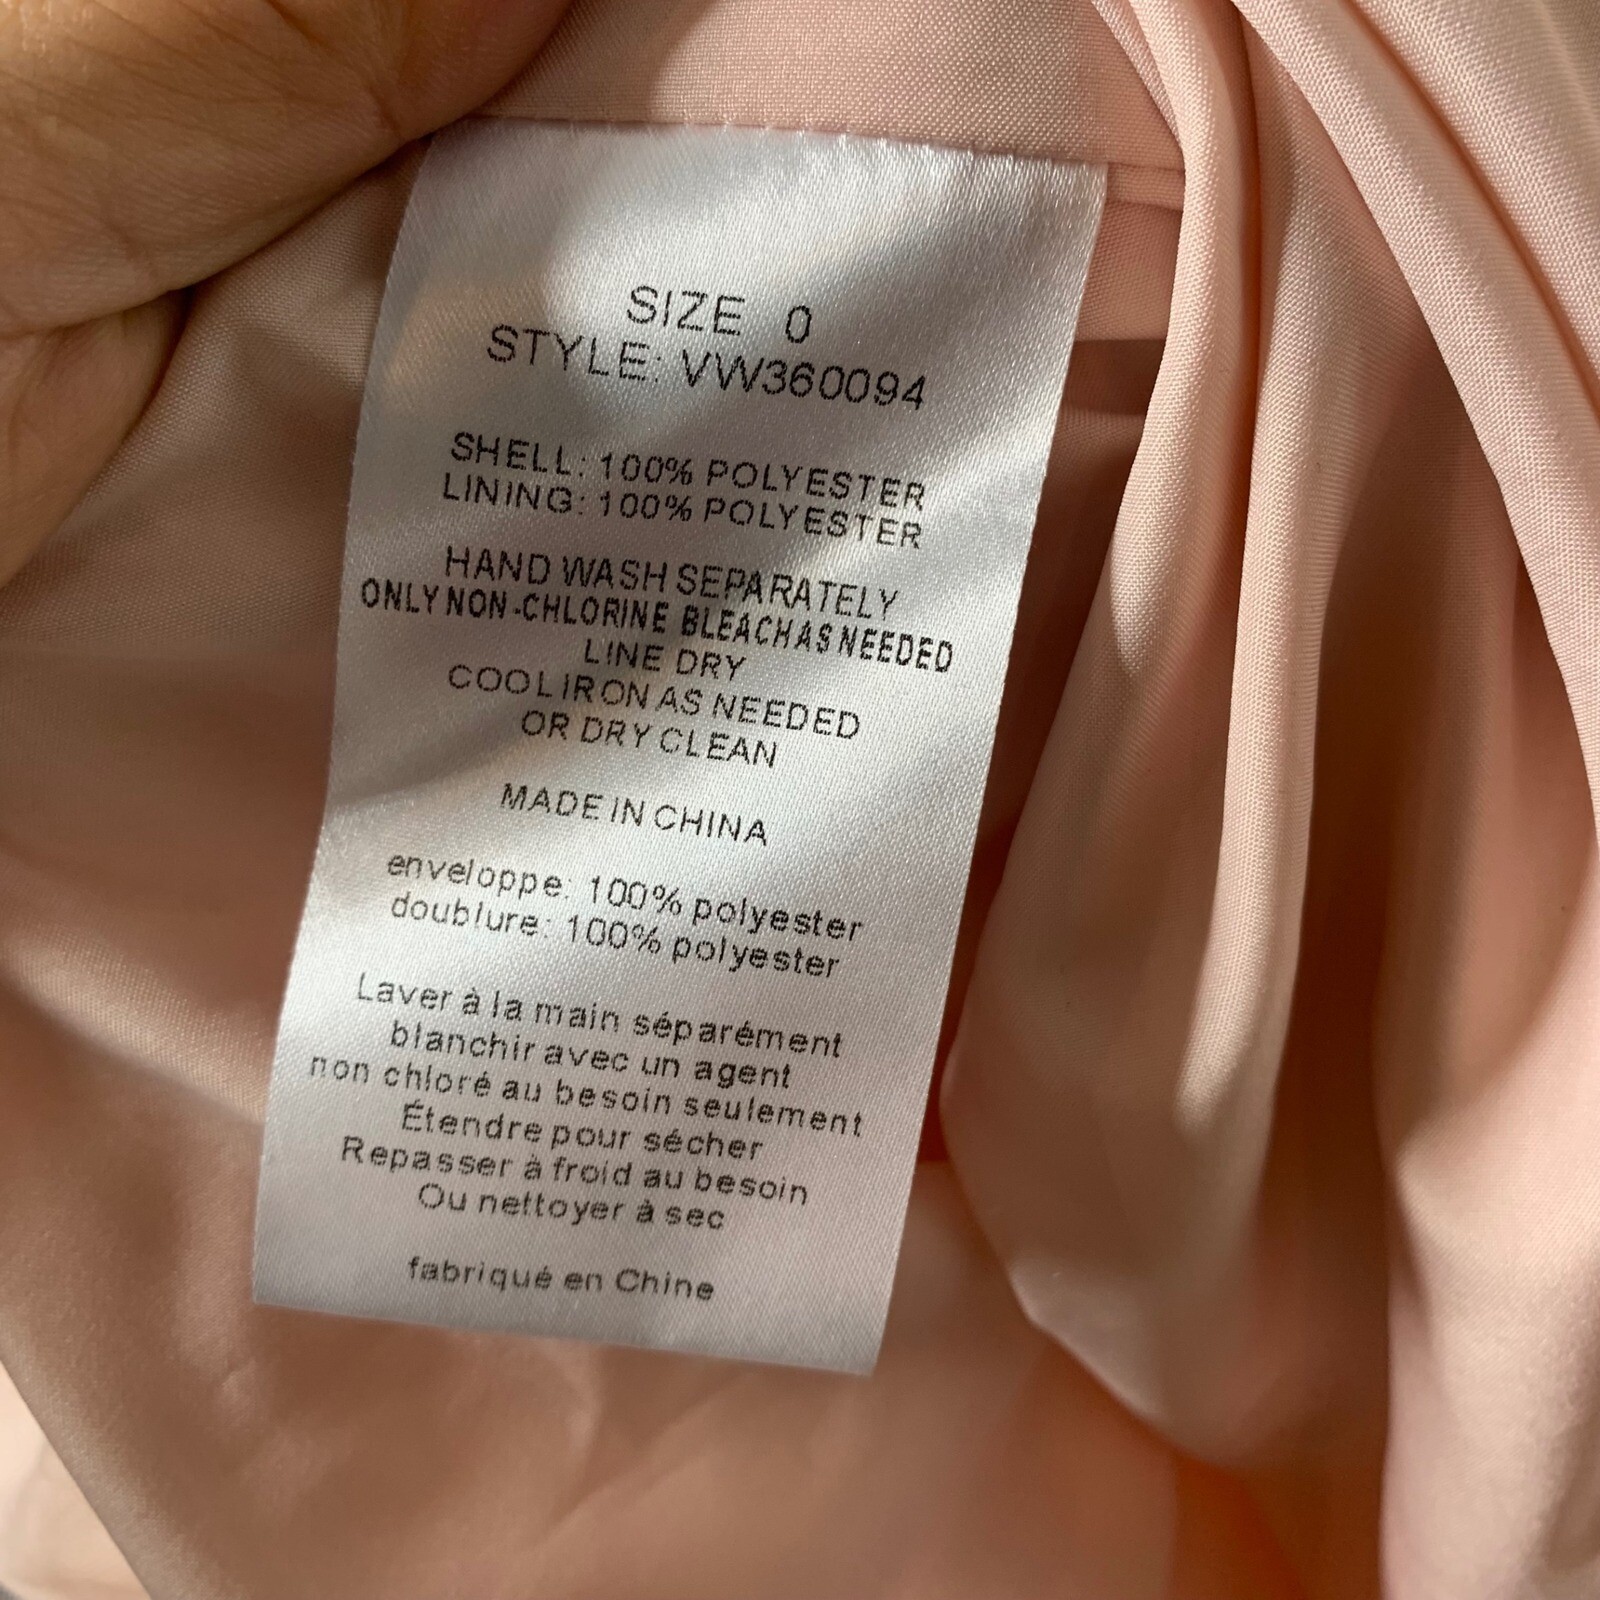 SIZE 0
STYLE: VW360094
SHELL: 100% POLYESTER
LINING: 100% POLYESTER
HAND WASH SEPARATELY
ONLY NON-CHLORINE BLEACH AS NEEDED
LINE DRY
COOL IRON AS NEEDED
OR DRY CLEAN
MADE IN CHINA
enveloppe: 100% polyester
doublure: 100% polyester
Laver à la main séparément
blanchir avec un agent
non chloré au besoin seulement
Étendre pour sécher
Repasser à froid au besoin
Ou nettoyer à sec
fabriqué en Chine